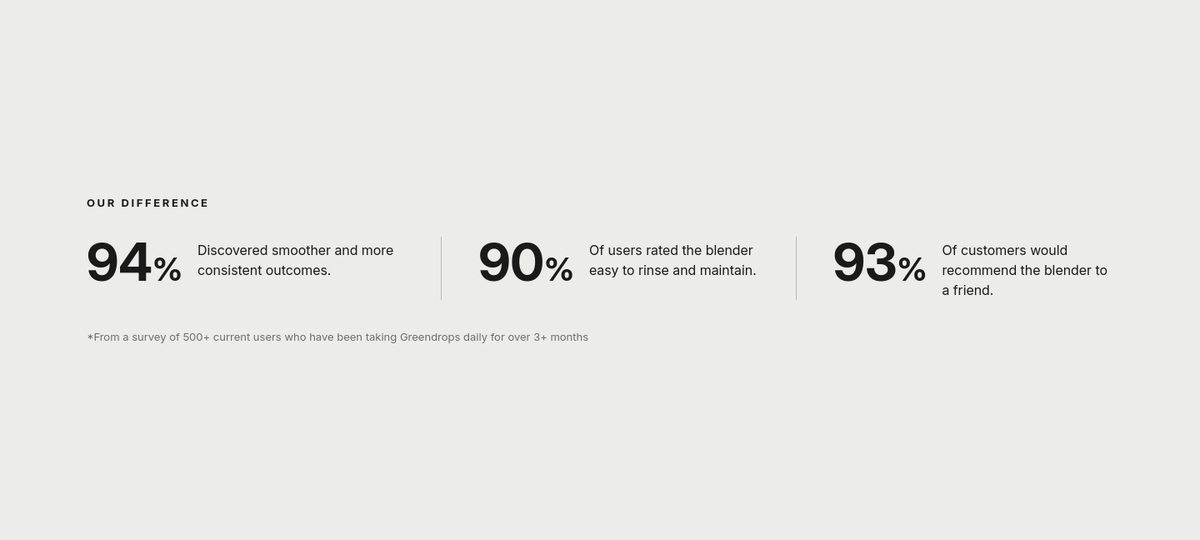 OUR DIFFERENCE
94%
Discovered smoother and more
consistent outcomes.
90%
Of users rated the blender
easy to rinse and maintain.
93%
Of customers would
recommend the blender to
a friend.
*From a survey of 500+ current users who have been taking Greendrops daily for over 3+ months